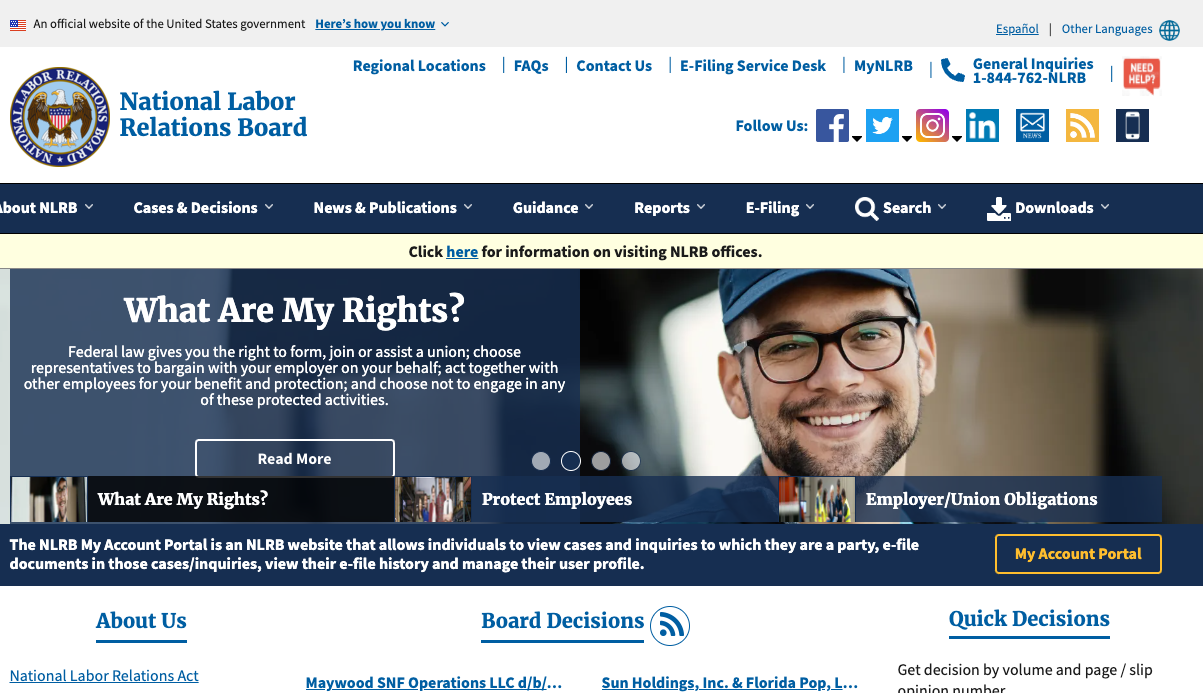 An official website of the United States government Here's how you know
Español | Other Languages
Regional Locations
FAQs
Contact Us
E-Filing Service Desk
MyNLRB
General Inquiries
1-844-762-NLRB
NEED
HELP?
NATIONAL LABOR RELATIONS BOARD
National Labor
Relations Board
Follow Us:
NEWS
About NLRB
Cases & Decisions
News & Publications
Guidance
Reports
E-Filing
Search
Downloads
Click here for information on visiting NLRB offices.
What Are My Rights?
Federal law gives you the right to form, join or assist a union; choose
representatives to bargain with your employer on your behalf; act together with
other employees for your benefit and protection; and choose not to engage in any
of these protected activities.
Read More
What Are My Rights?
Protect Employees
Employer/Union Obligations
The NLRB My Account Portal is an NLRB website that allows individuals to view cases and inquiries to which they are a party, e-file
documents in those cases/inquiries, view their e-file history and manage their user profile.
My Account Portal
About Us
National Labor Relations Act
Board Decisions
Maywood SNF Operations LLC d/b/...
Sun Holdings, Inc. & Florida Pop, L...
Quick Decisions
Get decision by volume and page / slip
opinion number